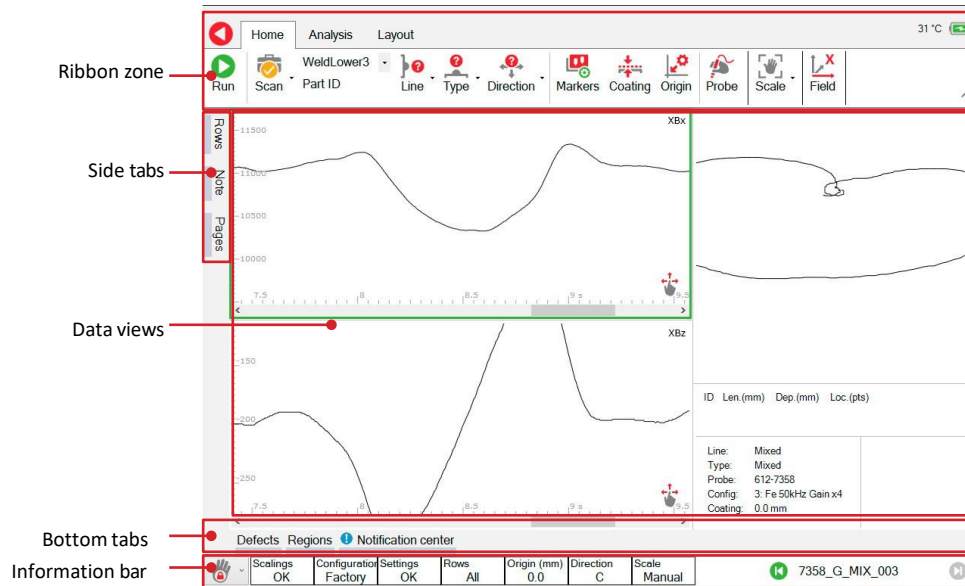 Home Analysis Layout 31 °C
Ribbon zone
WeldLower3
Part ID
Run Scan Line Type Direction Markers Coating Origin Probe Scale Field
Side tabs
Rows
Note
Pages
XBx
-11500
-11000
-10500
-10000
7.5 8 8.5 9 s 9.5
Data views
XBz
-150
-200
-250
7.5 8 8.5 9 s 9.5
ID Len.(mm) Dep.(mm) Loc.(pts)
Line: Mixed
Type: Mixed
Probe: 612-7358
Config: 3: Fe 50kHz Gain x4
Coating: 0.0 mm
Bottom tabs
Defects Regions Notification center
Information bar
Scalings Configuration Settings Rows Origin (mm) Direction Scale
OK Factory OK All 0.0 C Manual
7358_G_MIX_003